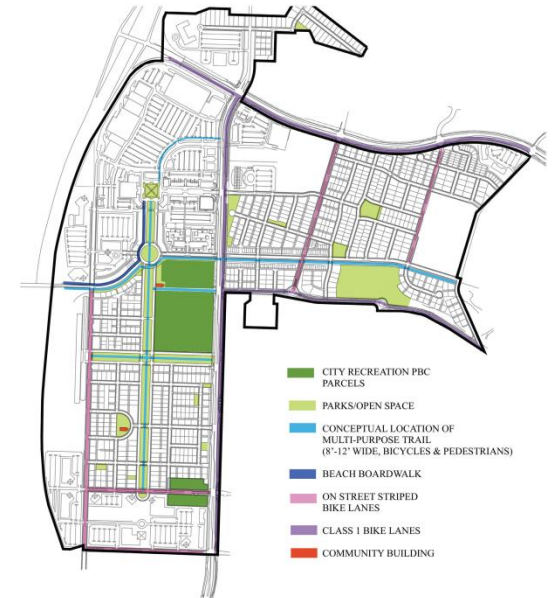 CITY RECREATION PBC
PARCELS
PARKS/OPEN SPACE
CONCEPTUAL LOCATION OF
MULTI-PURPOSE TRAIL
(8'-12' WIDE, BICYCLES & PEDESTRIANS)
BEACH BOARDWALK
ON STREET STRIPED
BIKE LANES
CLASS 1 BIKE LANES
COMMUNITY BUILDING